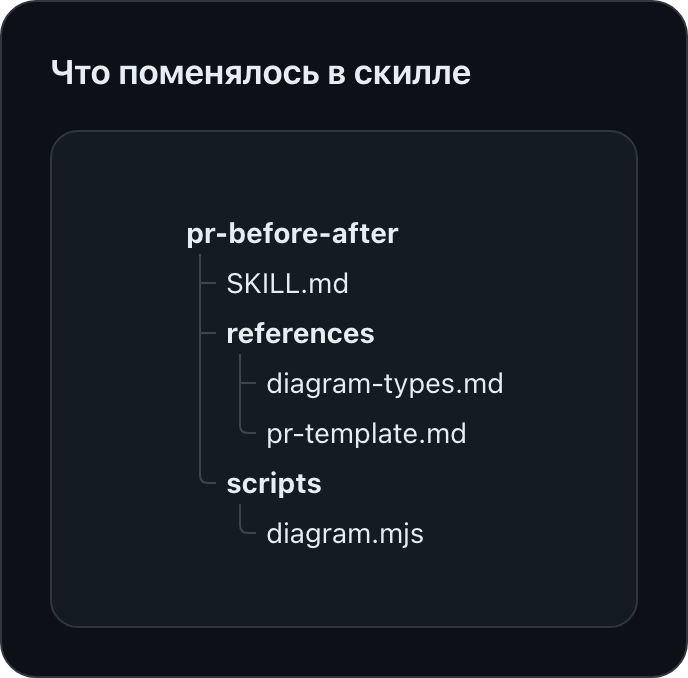 Что поменялось в скилле
pr-before-after
SKILL.md
references
diagram-types.md
pr-template.md
scripts
diagram.mjs